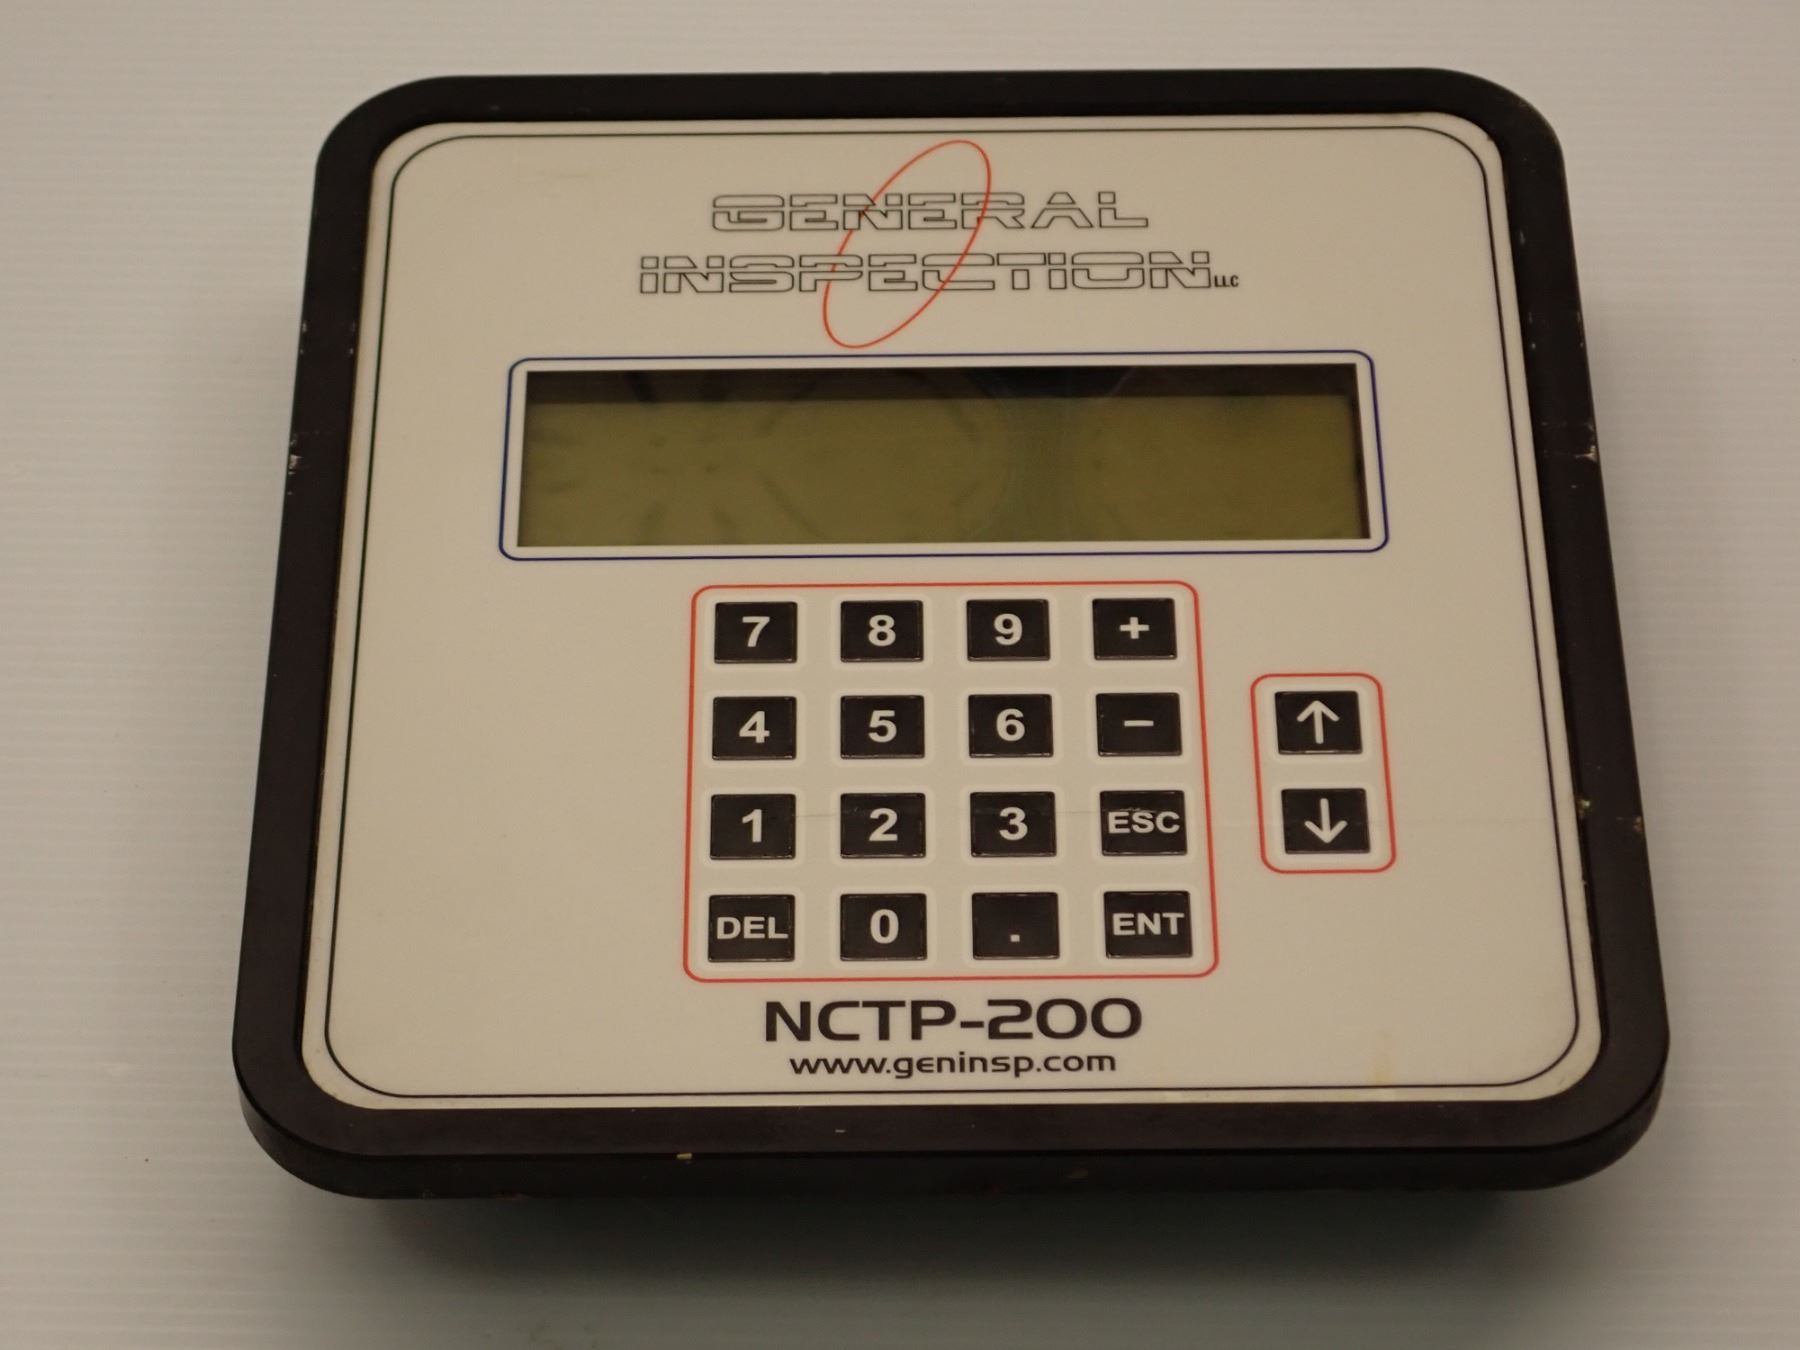 GENERAL
INSPECTION LLC
7 8 9 +
4 5 6 - ↑
1 2 3 ESC ↓
DEL 0 . ENT
NCTP-200
www.geninsp.com